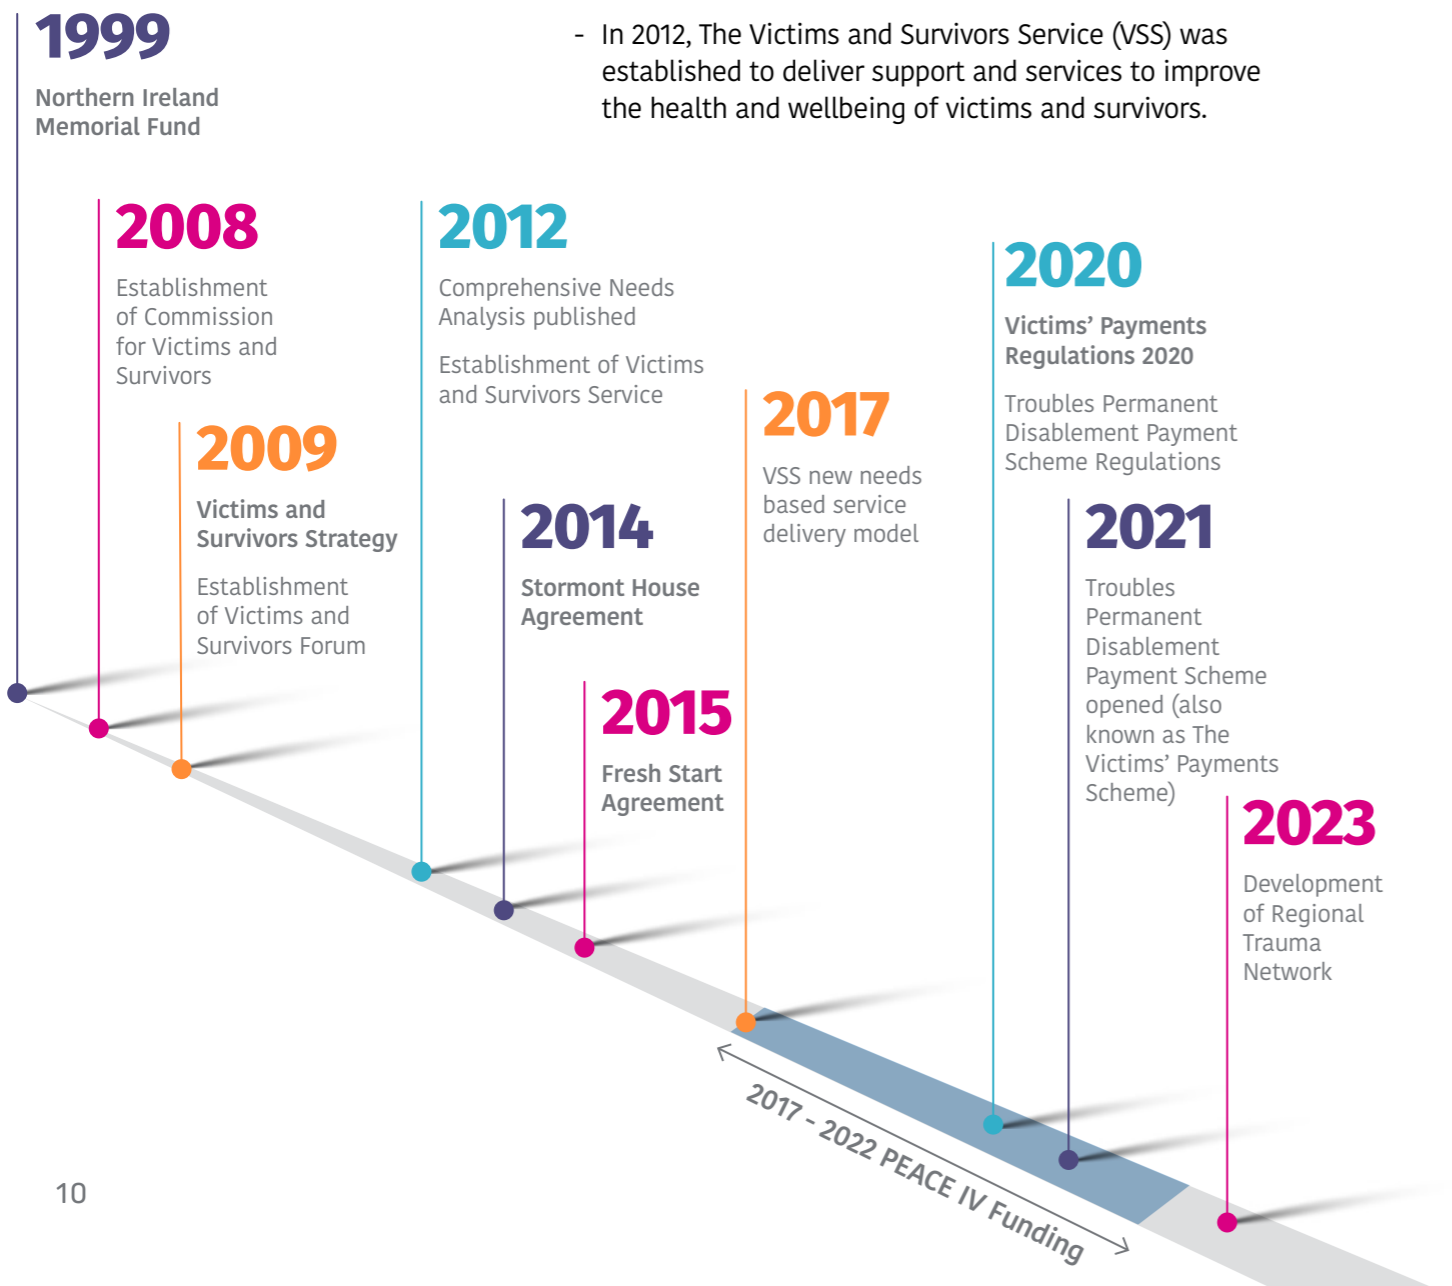 1999
Northern Ireland
Memorial Fund
- In 2012, The Victims and Survivors Service (VSS) was
established to deliver support and services to improve
the health and wellbeing of victims and survivors.
2008
Establishment
of Commission
for Victims and
Survivors
2009
Victims and
Survivors Strategy
Establishment
of Victims and
Survivors Forum
2012
Comprehensive Needs
Analysis published
Establishment of Victims
and Survivors Service
2014
Stormont House
Agreement
2015
Fresh Start
Agreement
2017
VSS new needs
based service
delivery model
2020
Victims’ Payments
Regulations 2020
Troubles Permanent
Disablement Payment
Scheme Regulations
2021
Troubles
Permanent
Disablement
Payment Scheme
opened (also
known as The
Victims’ Payments
Scheme)
2023
Development
of Regional
Trauma
Network
2017 - 2022 PEACE IV Funding
10